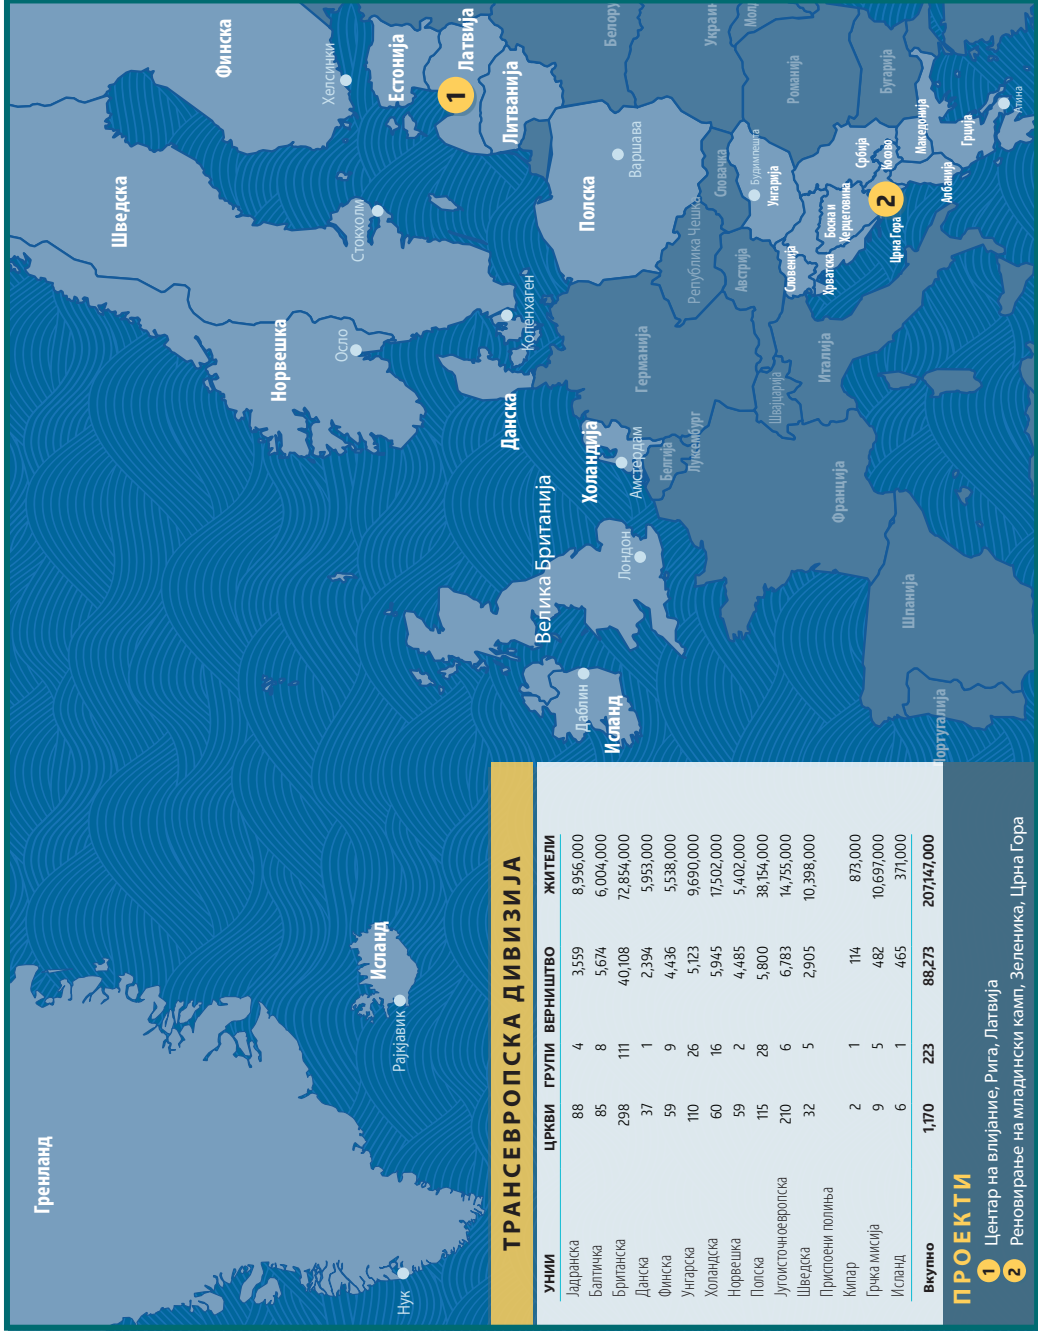 Гренланд
Нук
Исланд
Рајкјавик
Норвешка
Осло
Шведска
Стокхолм
Финска
Хелсинки
Естонија
Латвија
1
Литванија
Данска
Копенхаген
Велика Британија
Лондон
Исланд
Даблин
Холандија
Амстердам
Белгија
Луксембург
Германија
Полска
Варшава
Белору
Украин
Молд
Република Чешка
Словачка
Австрија
Унгарија
Будимпешта
Романија
Швајцарија
Франција
Италија
Словенија
Хрватска
Босна и
Херцеговина
Србија
Косово
2
Црна Гора
Албанија
Македонија
Бугарија
Грција
Атина
Шпанија
Португалија
ТРАНСЕВРОПСКА ДИВИЗИЈА
УНИИ ЦРКВИ ГРУПИ ВЕРНИШТВО ЖИТЕЛИ
Јадранска 88 4 3,559 8,956,000
Балтичка 85 8 5,674 6,004,000
Британска 298 111 40,108 72,854,000
Данска 37 1 2,394 5,953,000
Финска 59 9 4,436 5,538,000
Унгарска 110 26 5,123 9,690,000
Холандска 60 16 5,945 17,502,000
Норвешка 59 2 4,485 5,402,000
Полска 115 28 5,800 38,154,000
Југоисточноевропска 210 6 6,783 14,755,000
Шведска 32 5 2,905 10,398,000
Приспоени полиња
Кипар 2 1 114 873,000
Грчка мисија 9 5 482 10,697,000
Исланд 6 1 465 371,000
Вкупно 1,170 223 88,273 207,147,000
ПРОЕКТИ
1 Центар на влијание, Рига, Латвија
2 Реновирање на младински камп, Зеленика, Црна Гора